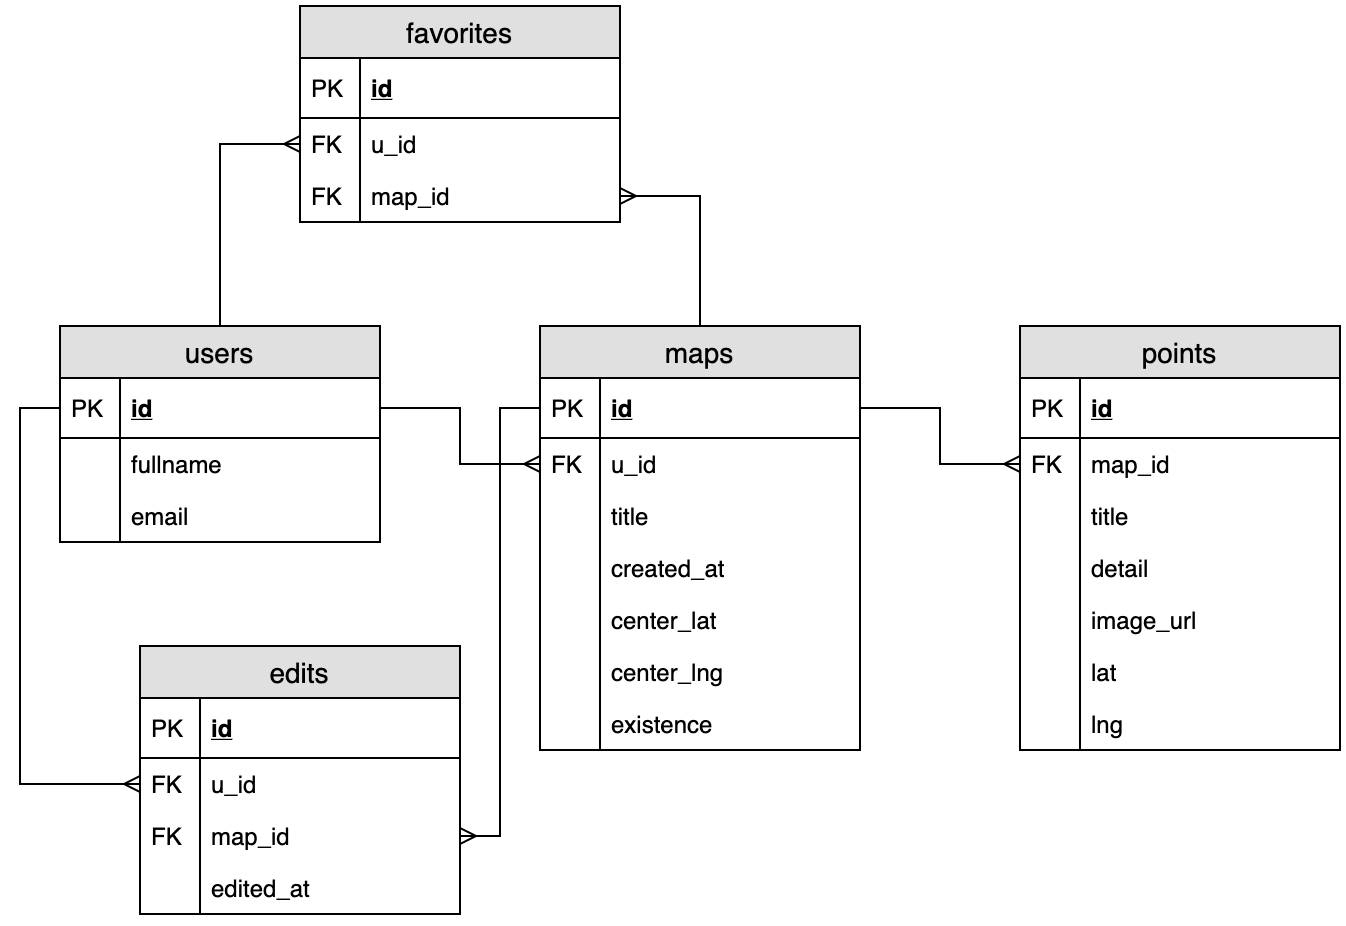 favorites
PK id
FK u_id
FK map_id
users
PK id
fullname
email
maps
PK id
FK u_id
title
created_at
center_lat
center_lng
existence
points
PK id
FK map_id
title
detail
image_url
lat
lng
edits
PK id
FK u_id
FK map_id
edited_at